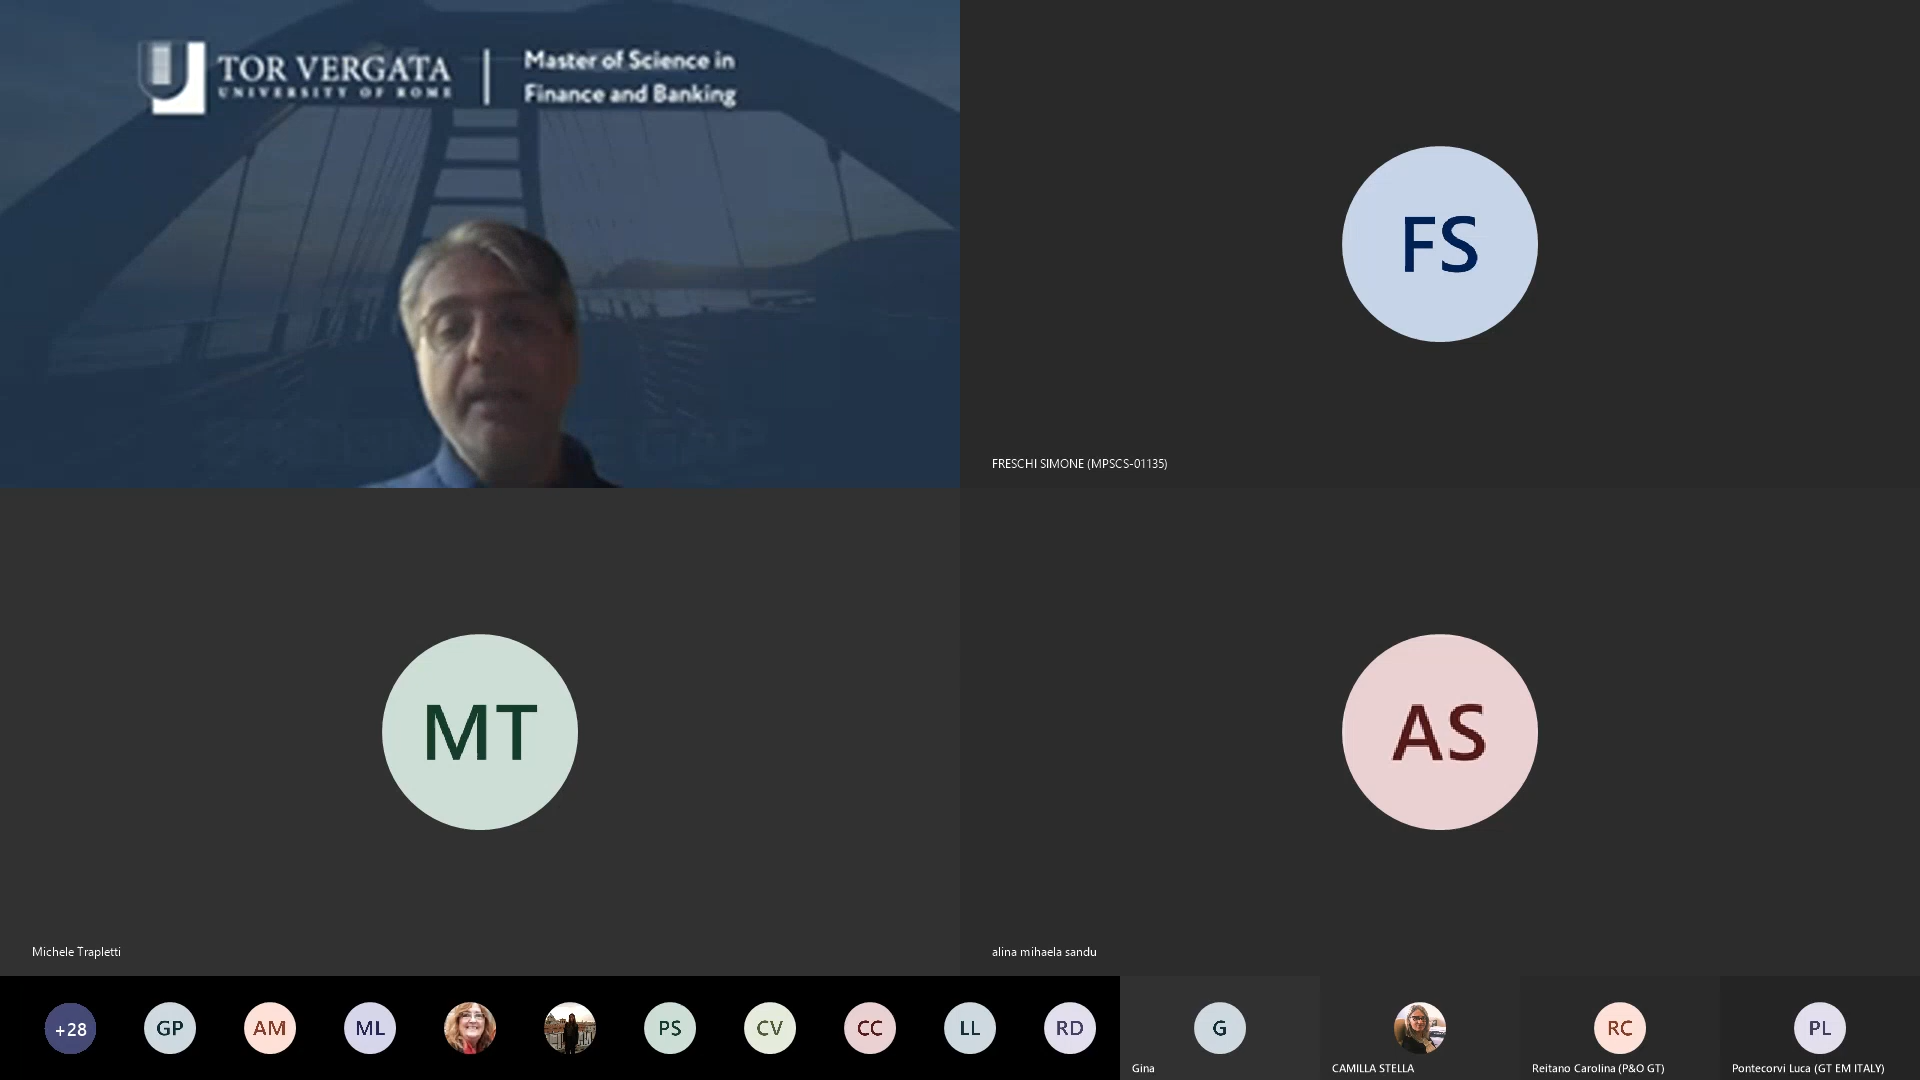 TOR VERGATA
UNIVERSITY OF ROME
Master of Science in
Finance and Banking
FS
FRESCHI SIMONE (MPSCS-01135)
MT
Michele Trapletti
AS
alina mihaela sandu
+28
GP
AM
ML
PS
CV
CC
LL
RD
G
Gina
CAMILLA STELLA
RC
Reitano Carolina (P&O GT)
PL
Pontecorvi Luca (GT EM ITALY)